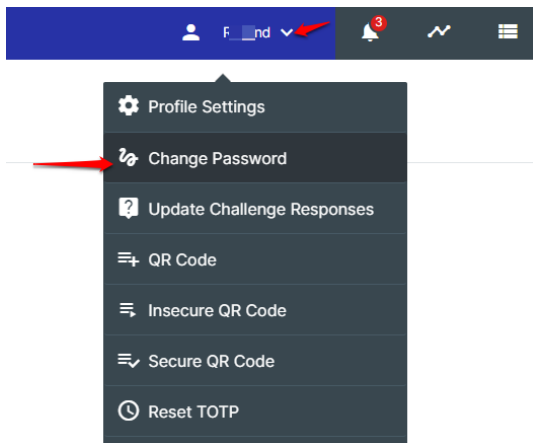 3
Profile Settings
Change Password
Update Challenge Responses
QR Code
Insecure QR Code
Secure QR Code
Reset TOTP